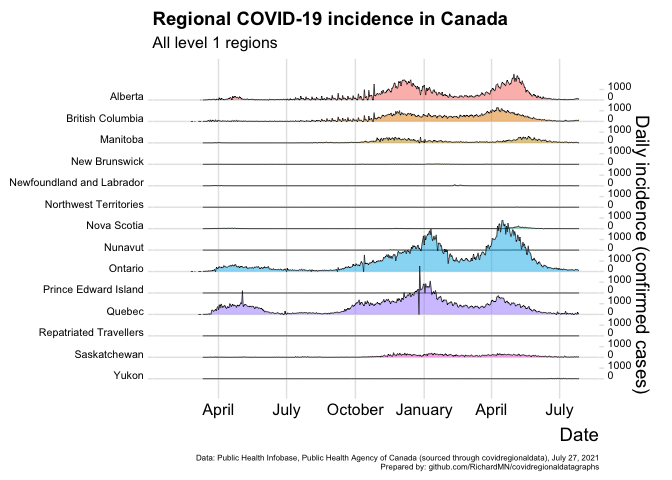 Regional COVID-19 incidence in Canada
All level 1 regions
Alberta
1000
0
British Columbia
1000
0
Manitoba
1000
0
New Brunswick
1000
0
Newfoundland and Labrador
1000
0
Northwest Territories
1000
0
Nova Scotia
1000
0
Nunavut
1000
0
Ontario
1000
0
Prince Edward Island
1000
0
Quebec
1000
0
Repatriated Travellers
1000
0
Saskatchewan
1000
0
Yukon
1000
0
Daily incidence (confirmed cases)
April July October January April July
Date
Data: Public Health Infobase, Public Health Agency of Canada (sourced through covidregionaldata), July 27, 2021
Prepared by: github.com/RichardMN/covidregionaldatagraphs